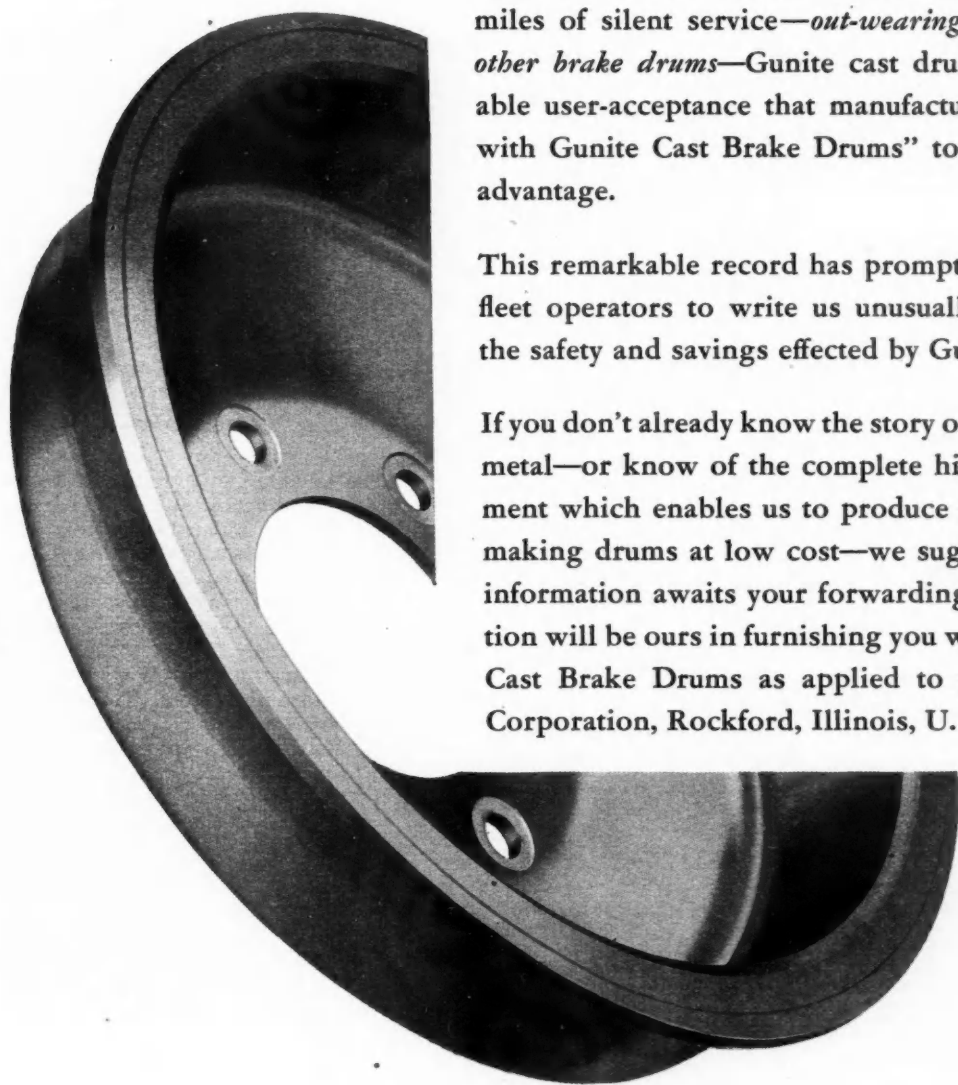 miles of silent service—out-wearing
other brake drums—Gunite cast dru
able user-acceptance that manufactu
with Gunite Cast Brake Drums” to
advantage.
This remarkable record has prompt
fleet operators to write us unusuall
the safety and savings effected by Gu
If you don't already know the story o
metal—or know of the complete hi
ment which enables us to produce
making drums at low cost—we sug
information awaits your forwarding
tion will be ours in furnishing you w
Cast Brake Drums as applied to
Corporation, Rockford, Illinois, U.